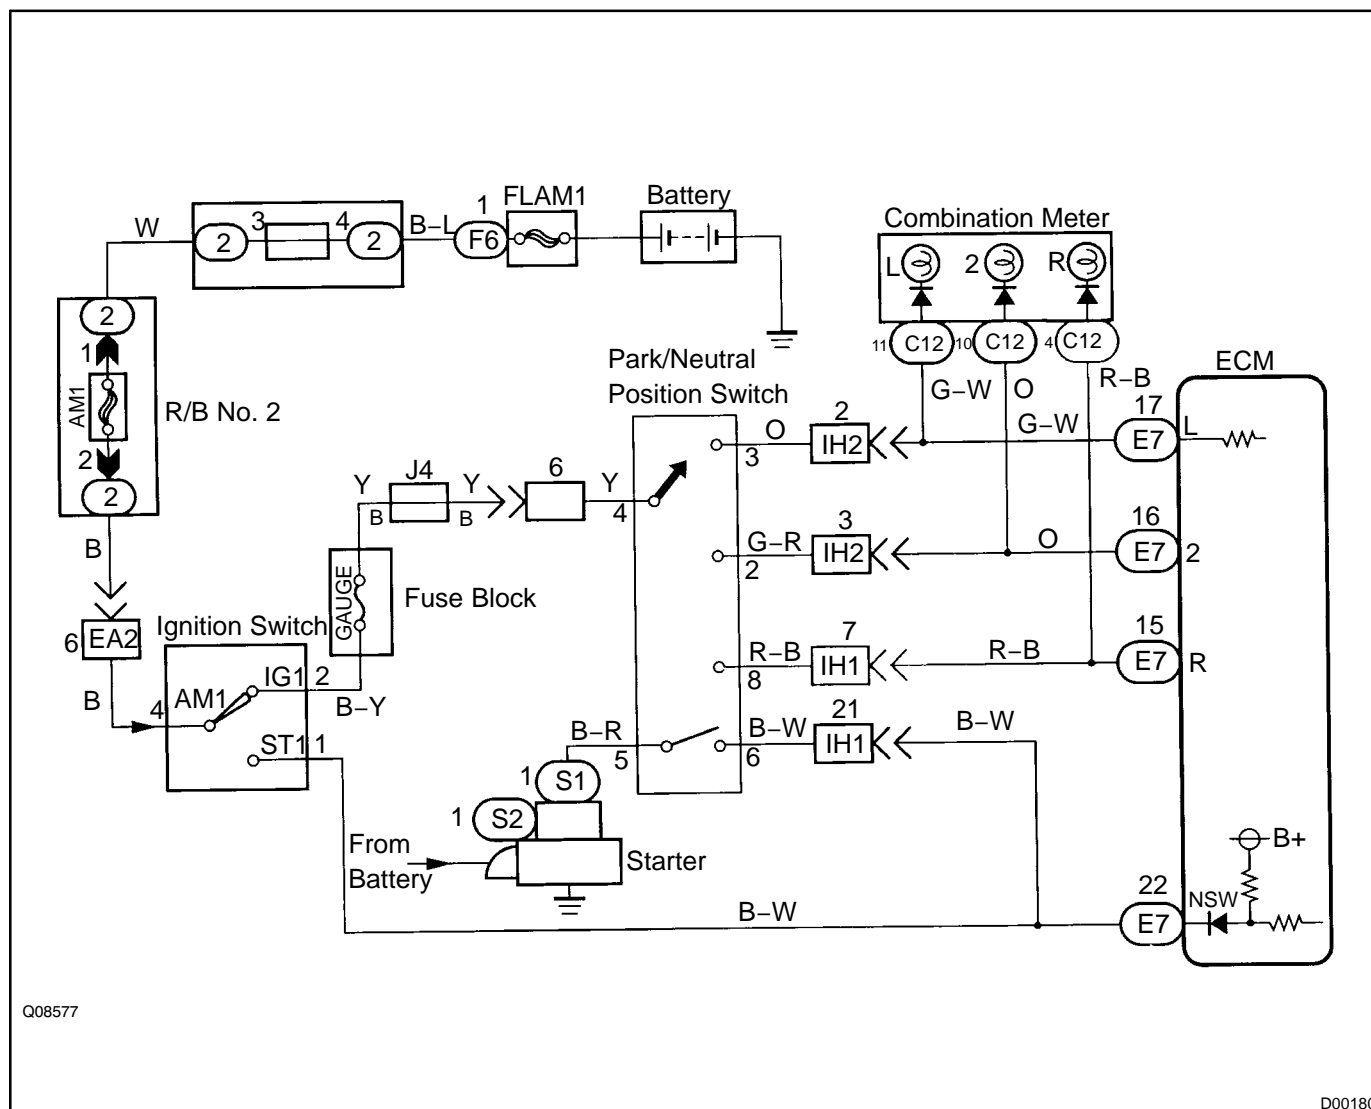 FLAM1
Battery
1
W
3
4
B–L
2
2
F6
Combination Meter
L
2
R
2
1
AM1
2
2
R/B No. 2
11
C12
10
C12
4
C12
Park/Neutral
Position Switch
G–W
O
R–B
ECM
17
G–W
E7
L
O
3
2
IH2
J4
Y
B
Y
B
6
Y
4
16
O
E7
2
G–R
2
3
IH2
B
GAUGE
Fuse Block
6
EA2
Ignition Switch
15
R–B
E7
R
R–B
8
7
IH1
B
4
AM1
IG1
2
B–Y
ST1
1
B–R
5
B–W
6
21
IH1
B–W
1
S1
1
S2
From
Battery
Starter
B+
22
NSW
E7
B–W
Q08577
D00180